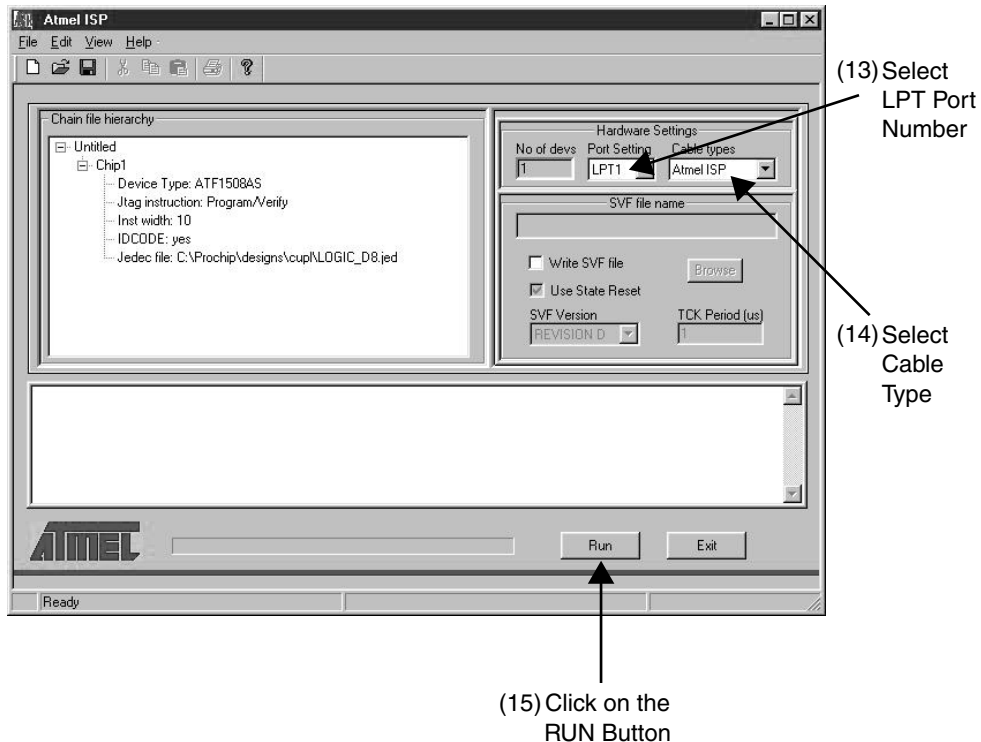 Atmel ISP
File Edit View Help
Chain file hierarchy
Untitled
Chip1
Device Type: ATF1508AS
Jtag instruction: Program/Verify
Inst width: 10
IDCODE: yes
Jedec file: C:\Prochip\designs\cupl\LOGIC_D8.jed
Hardware Settings
No of devs Port Setting Cable types
1 LPT1 Atmel ISP
SVF file name
Write SVF file
Browse
Use State Reset
SVF Version TCK Period (us)
REVISION D 1
ATMEL
Run Exit
Ready
(13) Select
LPT Port
Number
(14) Select
Cable
Type
(15) Click on the
RUN Button